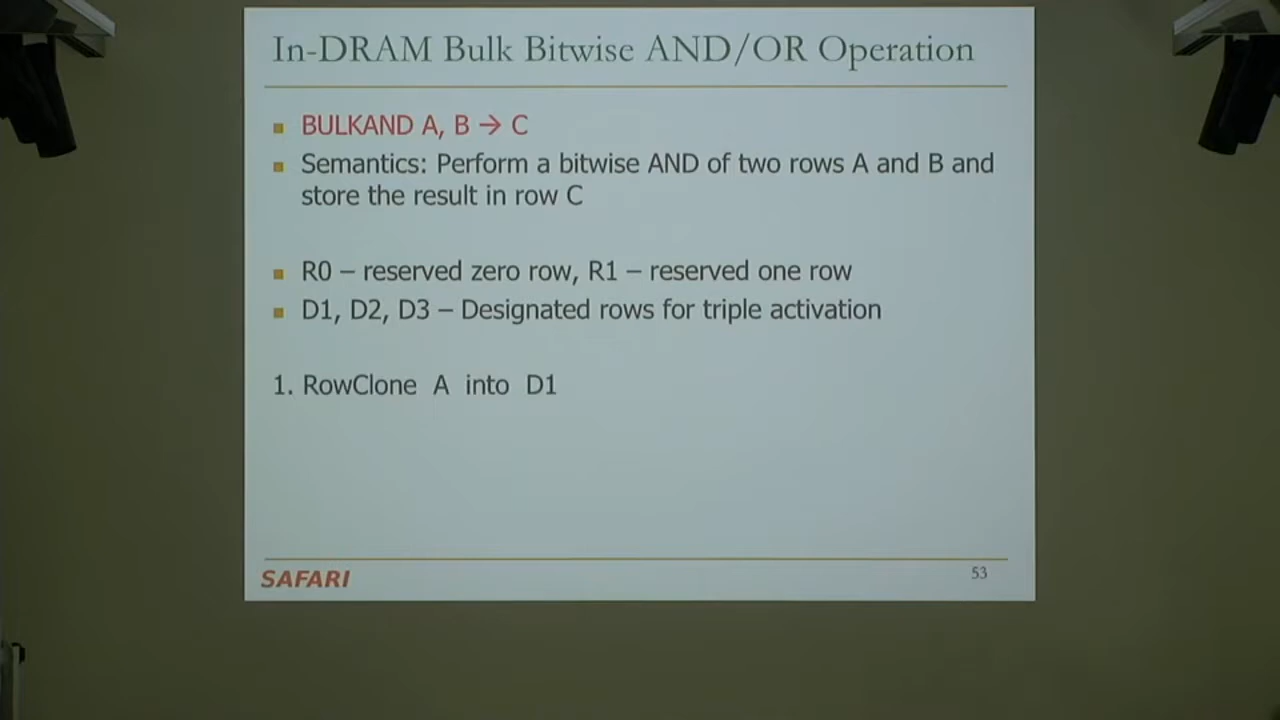 In-DRAM Bulk Bitwise AND/OR Operation
BULKAND A, B → C
Semantics: Perform a bitwise AND of two rows A and B and
store the result in row C
R0 – reserved zero row, R1 – reserved one row
D1, D2, D3 – Designated rows for triple activation
1. RowClone A into D1
SAFARI
53